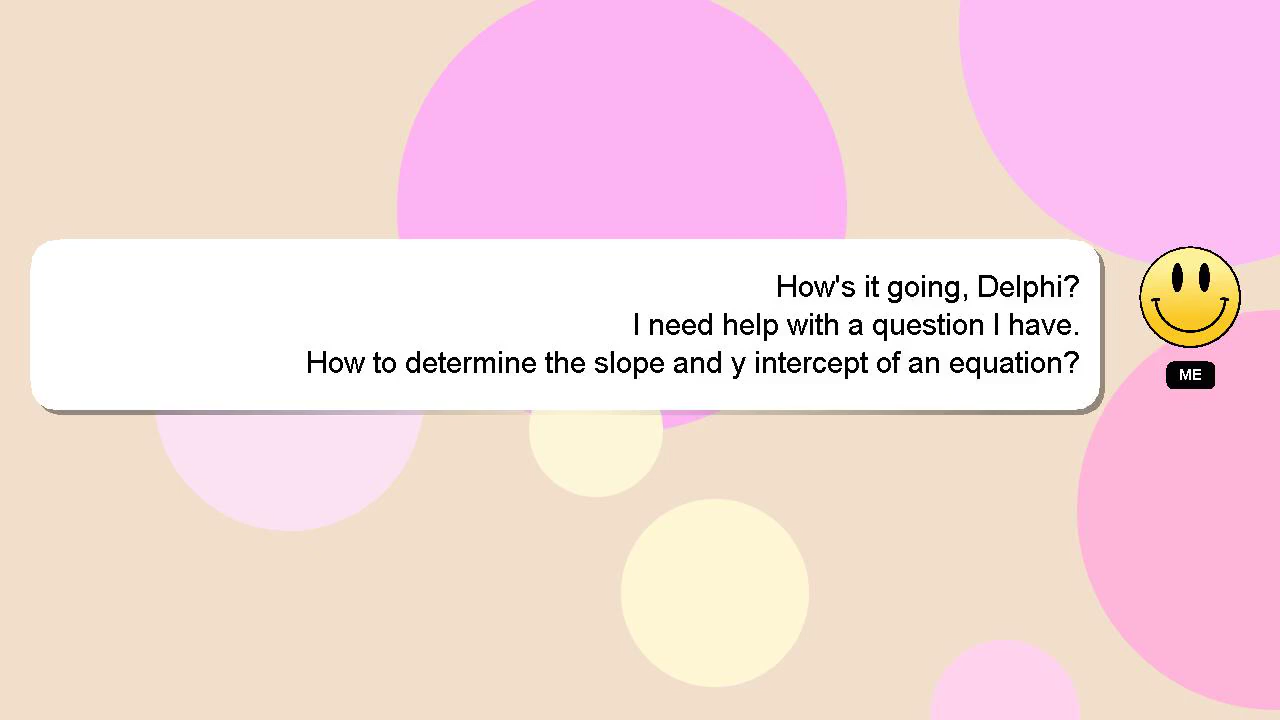 How's it going, Delphi?
I need help with a question I have.
How to determine the slope and y intercept of an equation?
ME